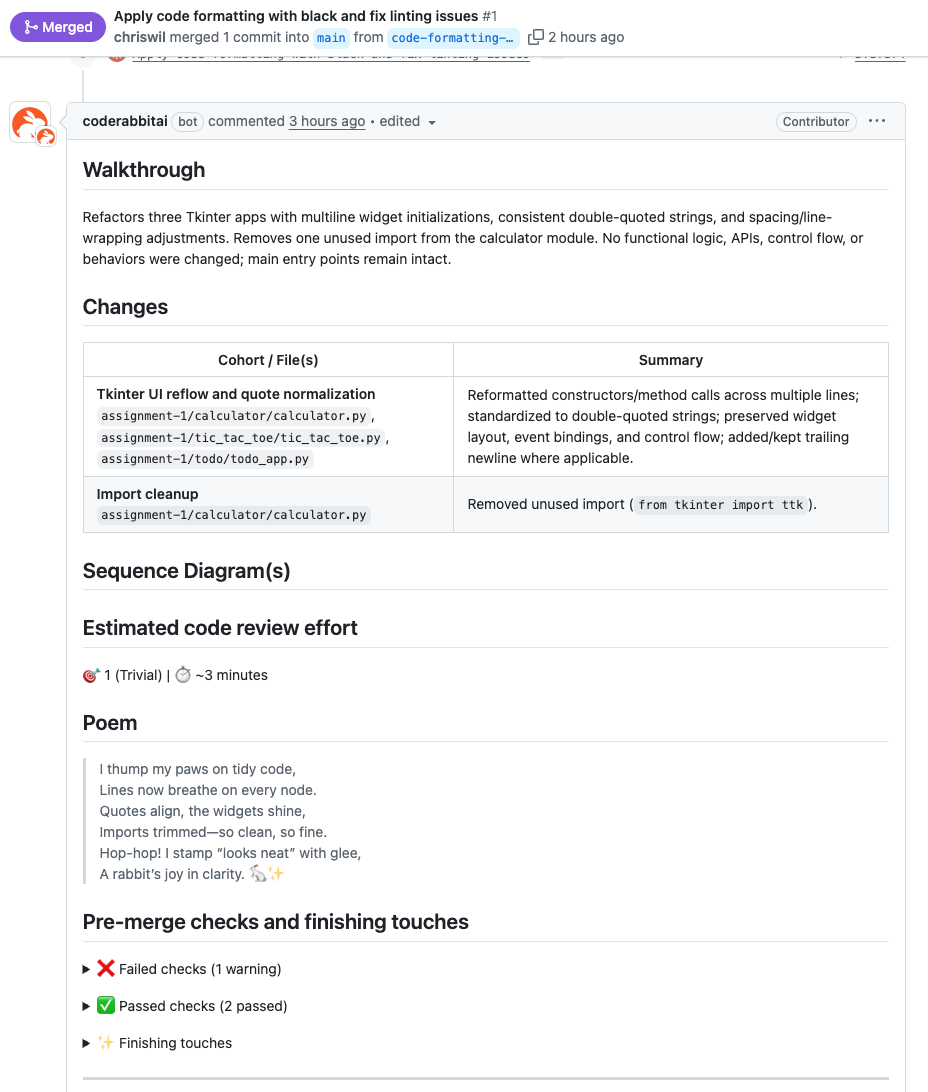 Merged
Apply code formatting with black and fix linting issues #1
chriswil merged 1 commit into main from code-formatting-… 2 hours ago
Apply code formatting with black and fix linting issues
coderabbitai bot commented 3 hours ago • edited
Contributor
Walkthrough
Refactors three Tkinter apps with multiline widget initializations, consistent double-quoted strings, and spacing/line-
wrapping adjustments. Removes one unused import from the calculator module. No functional logic, APIs, control flow, or
behaviors were changed; main entry points remain intact.
Changes
Cohort / File(s)
Summary
Tkinter UI reflow and quote normalization
assignment-1/calculator/calculator.py ,
assignment-1/tic_tac_toe/tic_tac_toe.py ,
assignment-1/todo/todo_app.py
Reformatted constructors/method calls across multiple lines;
standardized to double-quoted strings; preserved widget
layout, event bindings, and control flow; added/kept trailing
newline where applicable.
Import cleanup
assignment-1/calculator/calculator.py
Removed unused import ( from tkinter import ttk ).
Sequence Diagram(s)
Estimated code review effort
🎯 1 (Trivial) | ⏱️ ~3 minutes
Poem
I thump my paws on tidy code,
Lines now breathe on every node.
Quotes align, the widgets shine,
Imports trimmed—so clean, so fine.
Hop-hop! I stamp “looks neat” with glee,
A rabbit’s joy in clarity. 🐇✨
Pre-merge checks and finishing touches
❌ Failed checks (1 warning)
✅ Passed checks (2 passed)
✨ Finishing touches